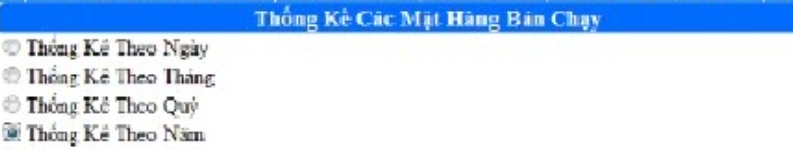 Thống Kê Các Mặt Hàng Bán Chạy
Thống Kê Theo Ngày
Thống Kê Theo Tháng
Thống Kê Theo Quý
Thống Kê Theo Năm